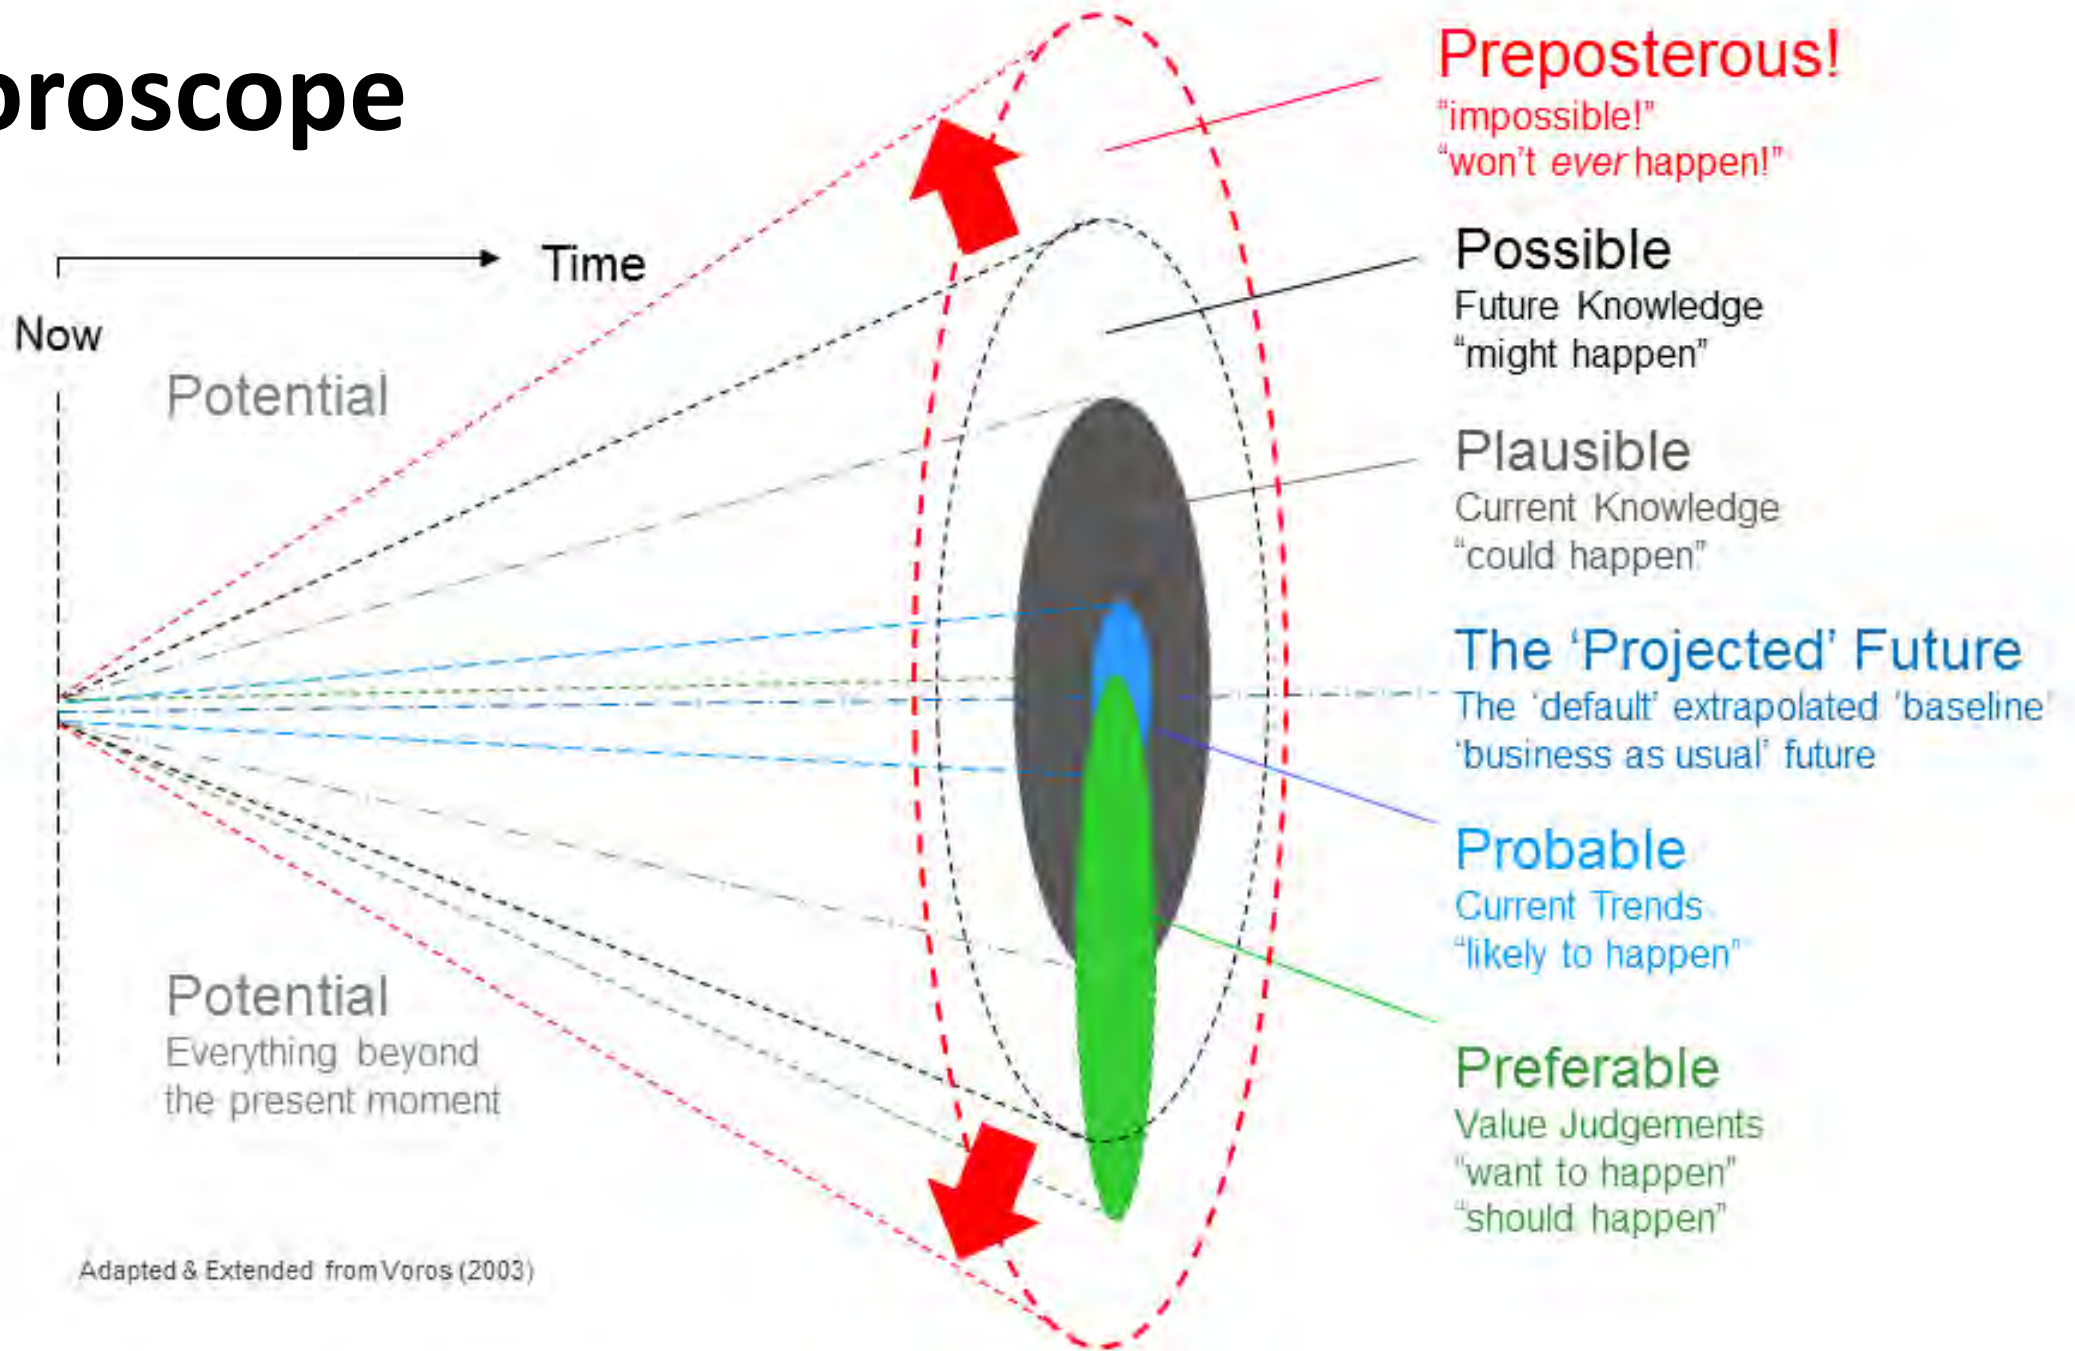 oroscope
Time
Now
Potential
Potential
Everything beyond
the present moment
Adapted & Extended from Voros (2003)
Preposterous!
“impossible!”
“won’t ever happen!”
Possible
Future Knowledge
“might happen”
Plausible
Current Knowledge
“could happen”
The ‘Projected’ Future
The ‘default’ extrapolated ‘baseline’
‘business as usual’ future
Probable
Current Trends
“likely to happen”
Preferable
Value Judgements
“want to happen”
“should happen”